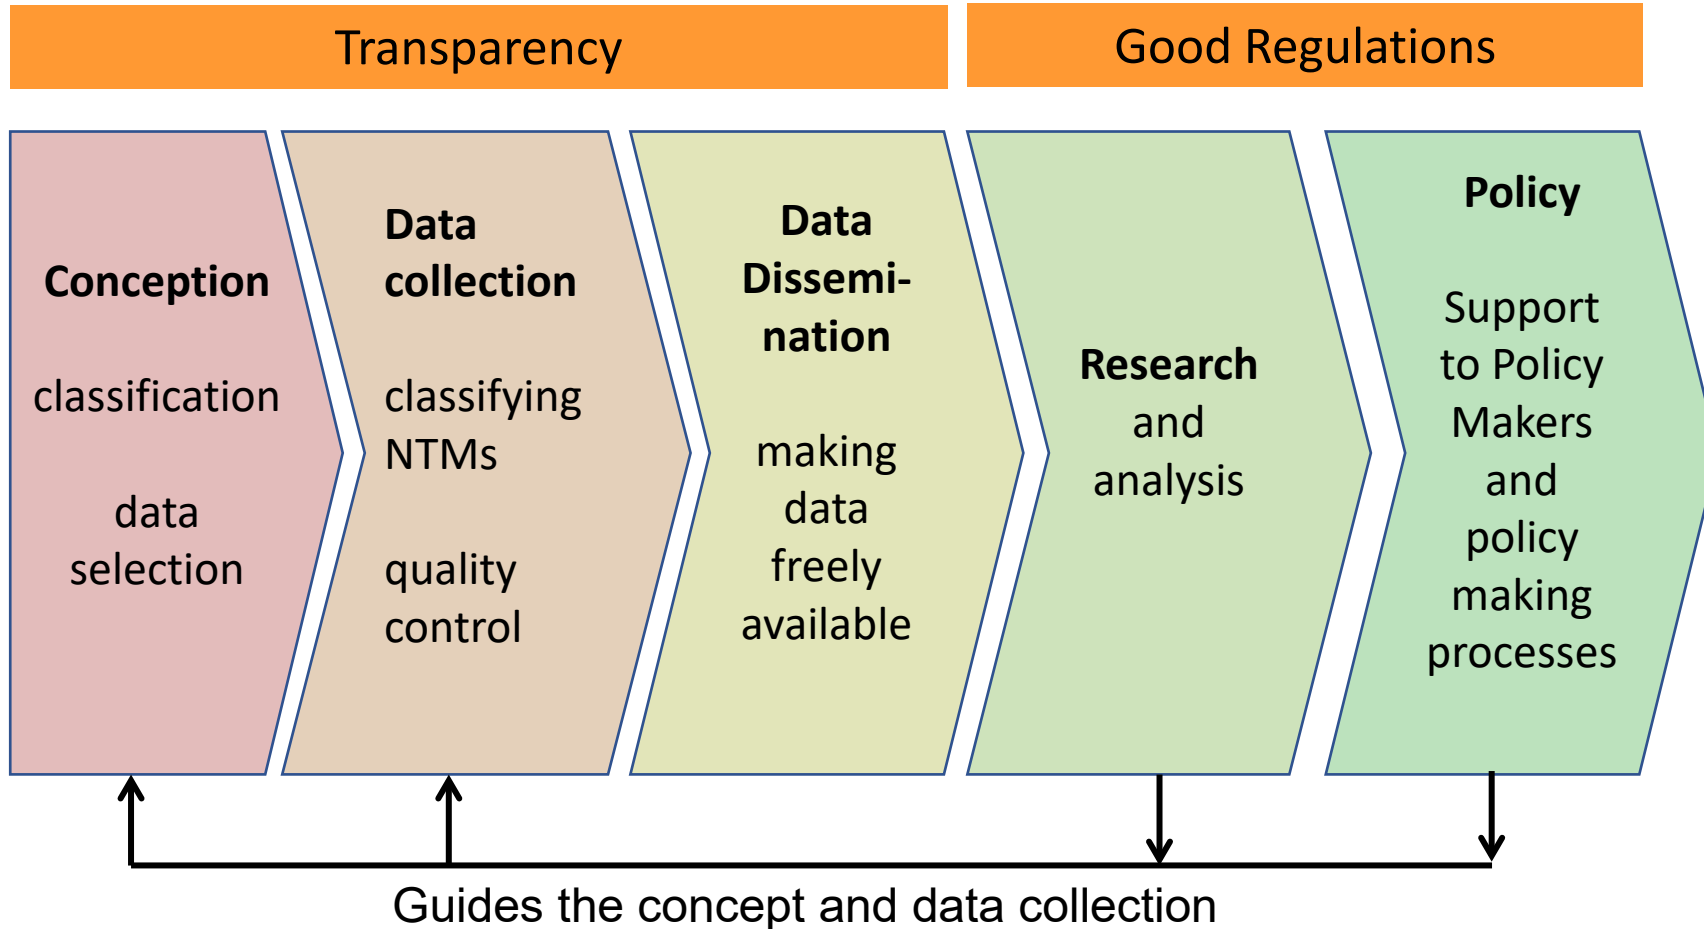 Transparency
Good Regulations
Conception
classification
data
selection
Data
collection
classifying
NTMs
quality
control
Data
Dissemi-
nation
making
data
freely
available
Research
and
analysis
Policy
Support
to Policy
Makers
and
policy
making
processes
Guides the concept and data collection